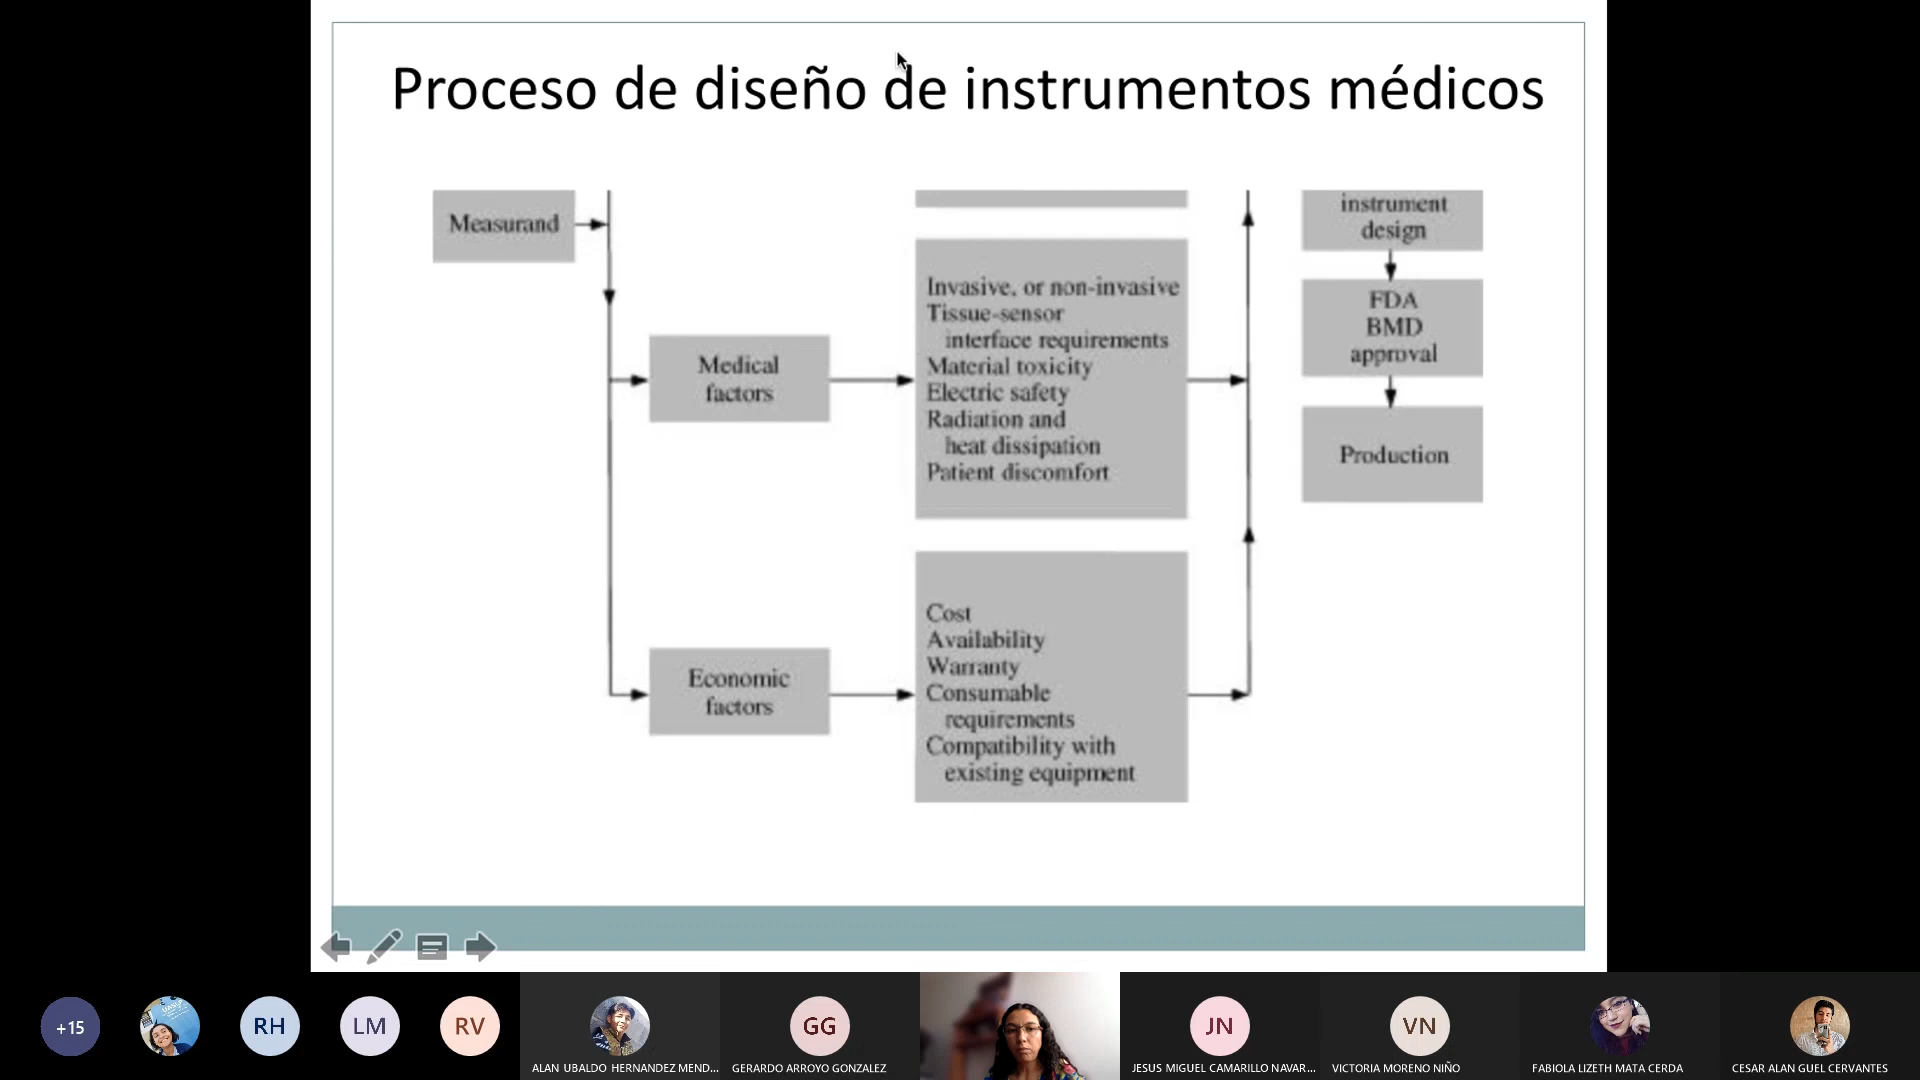 Proceso de diseño de instrumentos médicos
Measurand
Medical
factors
Economic
factors
Invasive, or non-invasive
Tissue-sensor
interface requirements
Material toxicity
Electric safety
Radiation and
heat dissipation
Patient discomfort
Cost
Availability
Warranty
Consumable
requirements
Compatibility with
existing equipment
instrument
design
FDA
BMD
approval
Production
+15
RH
LM
RV
ALAN UBALDO HERNANDEZ MEND...
GG
GERARDO ARROYO GONZALEZ
JN
JESUS MIGUEL CAMARILLO NAVAR...
VN
VICTORIA MORENO NIÑO
FABIOLA LIZETH MATA CERDA
CESAR ALAN GUEL CERVANTES